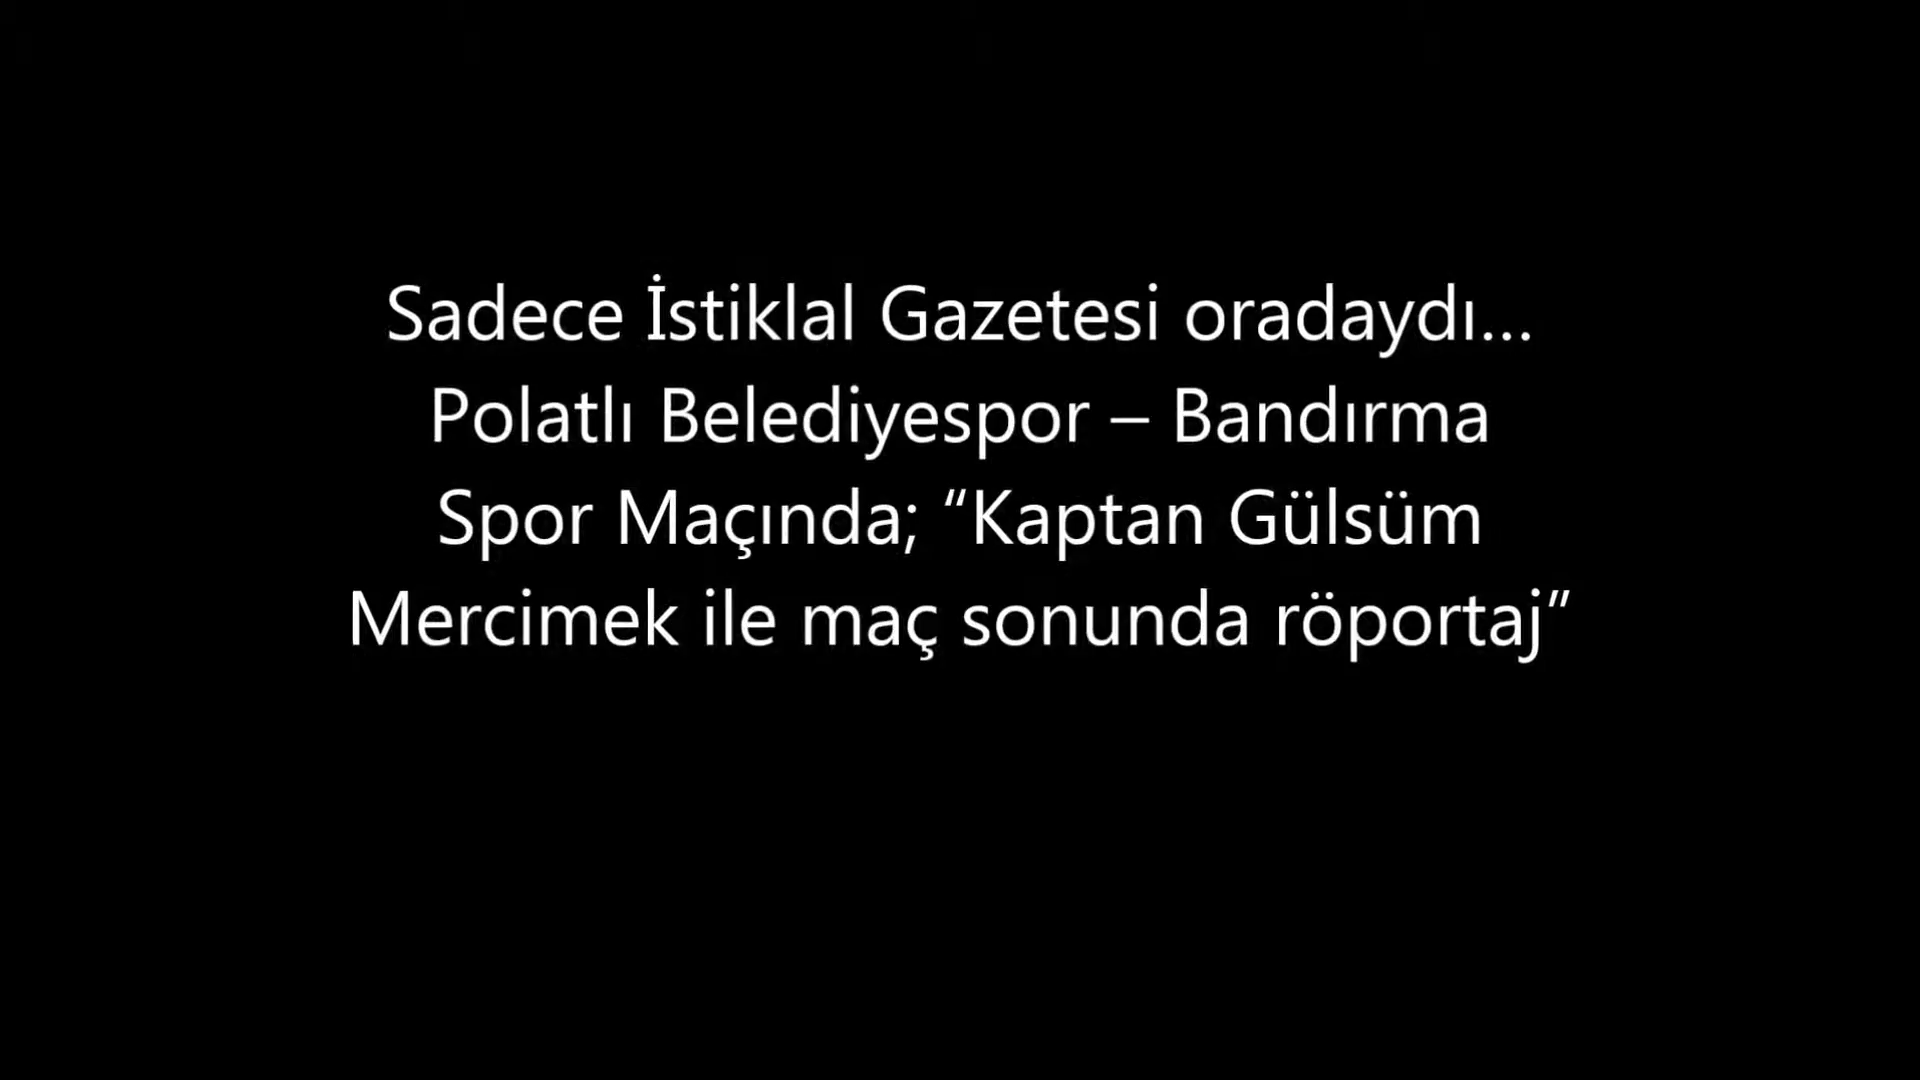 Sadece İstiklal Gazetesi oradaydı...
Polatlı Belediyespor – Bandırma
Spor Maçında; “Kaptan Gülsüm
Mercimek ile maç sonunda röportaj”